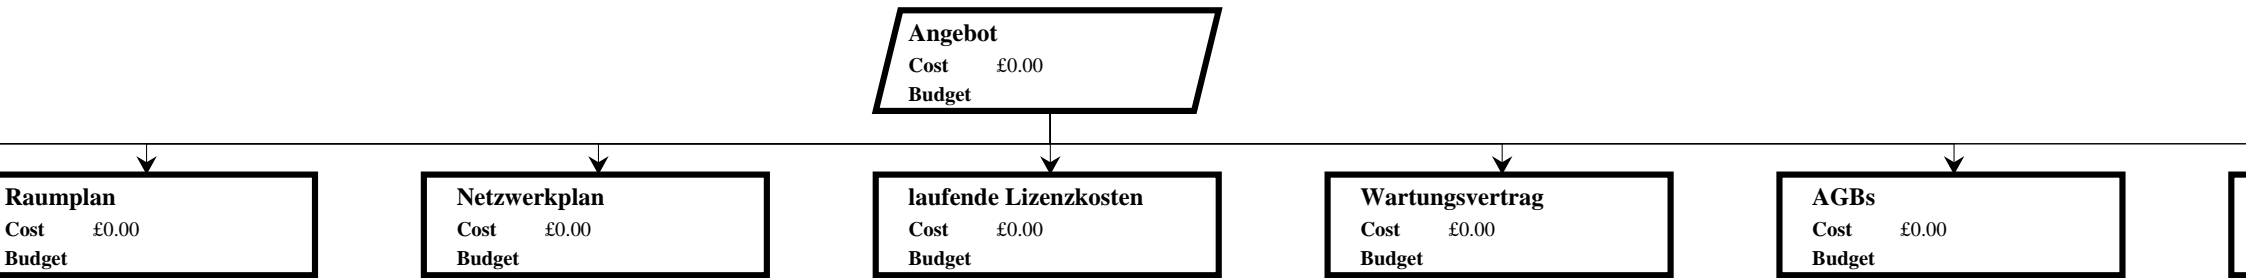 Angebot
Cost £0.00
Budget
Raumplan
Cost £0.00
Budget
Netzwerkplan
Cost £0.00
Budget
laufende Lizenzkosten
Cost £0.00
Budget
Wartungsvertrag
Cost £0.00
Budget
AGBs
Cost £0.00
Budget